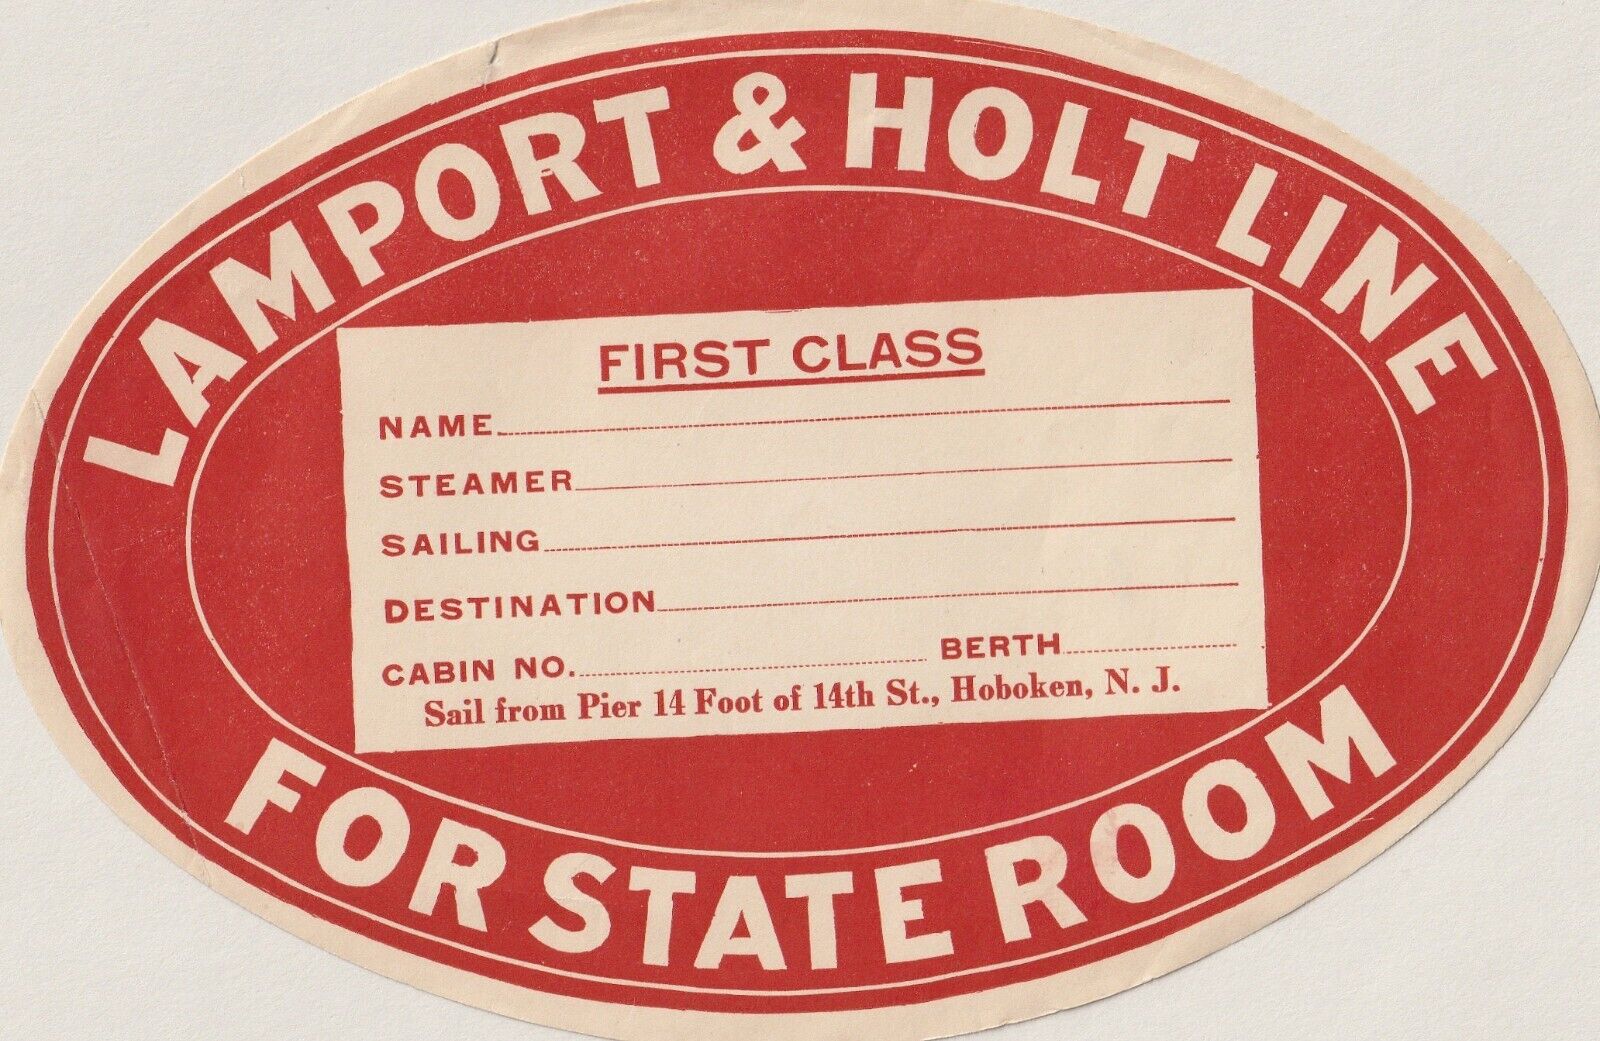 LAMPORT & HOLT LINE
FIRST CLASS
NAME
STEAMER
SAILING
DESTINATION
CABIN NO. BERTH
Sail from Pier 14 Foot of 14th St., Hoboken, N. J.
FOR STATE ROOM